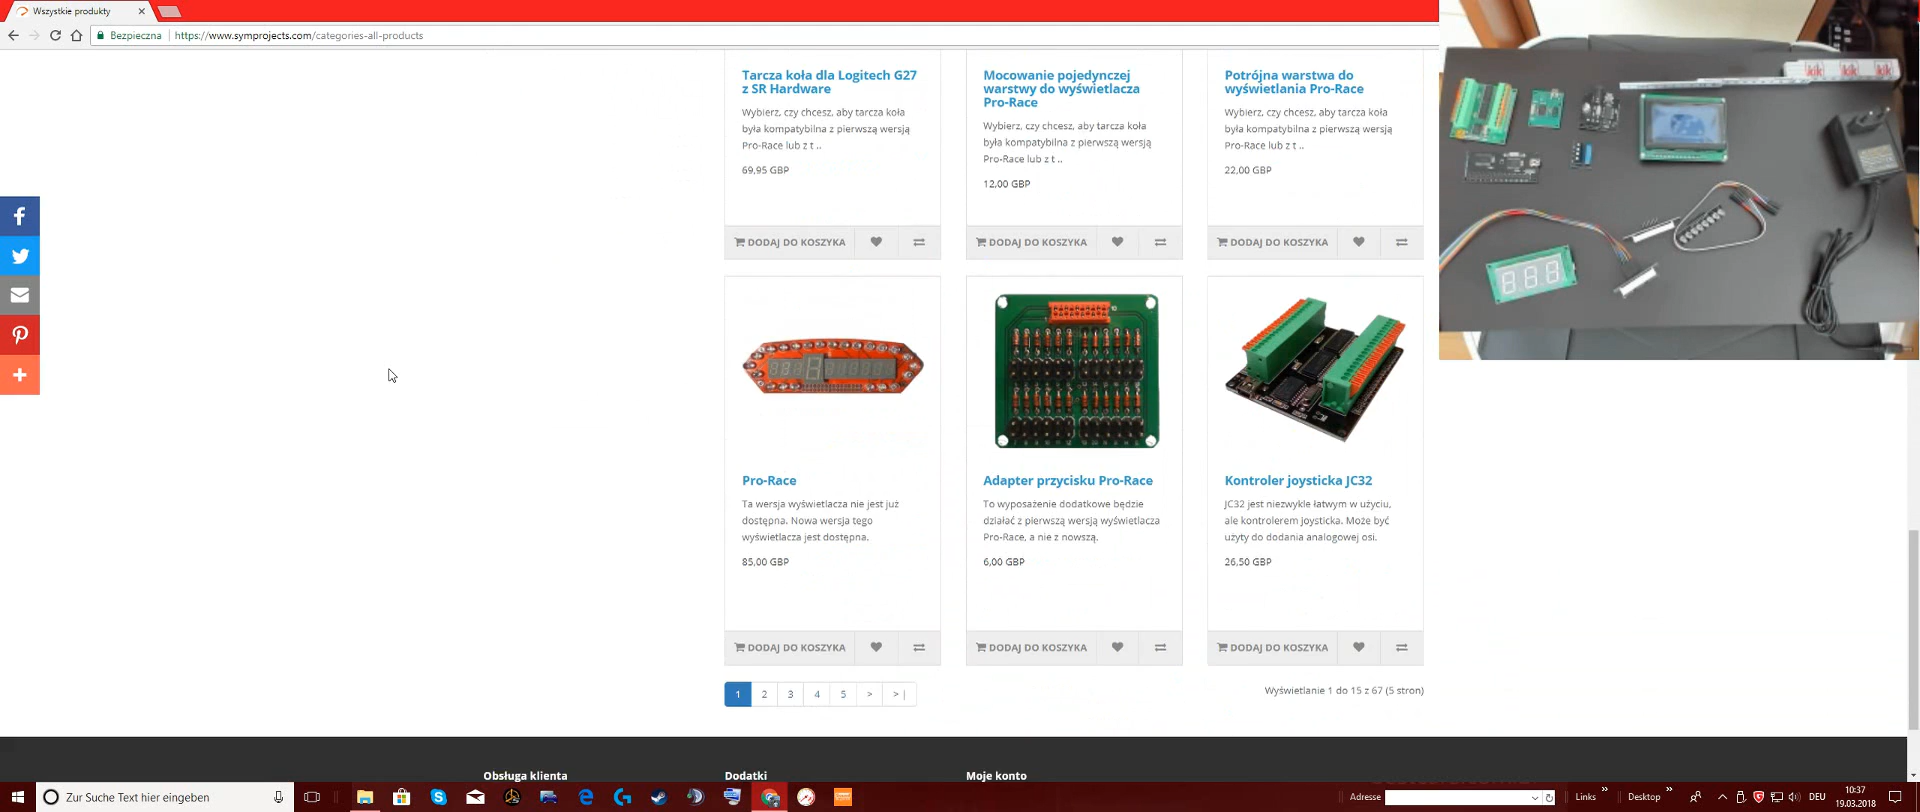 Wszystkie produkty
Bezpieczna
https://www.symprojects.com/categories-all-products
Tarcza koła dla Logitech G27
z SR Hardware
Wybierz, czy chcesz, aby tarcza koła
była kompatybilna z pierwszą wersją
Pro-Race lub z t ..
69,95 GBP
DODAJ DO KOSZYKA
Mocowanie pojedynczej
warstwy do wyświetlacza
Pro-Race
Wybierz, czy chcesz, aby tarcza koła
była kompatybilna z pierwszą wersją
Pro-Race lub z t ..
12,00 GBP
DODAJ DO KOSZYKA
Potrójna warstwa do
wyświetlania Pro-Race
Wybierz, czy chcesz, aby tarcza koła
była kompatybilna z pierwszą wersją
Pro-Race lub z t ..
22,00 GBP
DODAJ DO KOSZYKA
Pro-Race
Ta wersja wyświetlacza nie jest już
dostępna. Nowa wersja tego
wyświetlacza jest dostępna.
85,00 GBP
DODAJ DO KOSZYKA
Adapter przycisku Pro-Race
To wyposażenie dodatkowe będzie
działać z pierwszą wersją wyświetlacza
Pro-Race, a nie z nowszą.
6,00 GBP
DODAJ DO KOSZYKA
Kontroler joysticka JC32
JC32 jest niezwykle łatwym w użyciu,
ale kontrolerem joysticka. Może być
użyty do dodania analogowej osi.
26,50 GBP
DODAJ DO KOSZYKA
1 2 3 4 5 > >|
Wyświetlanie 1 do 15 z 67 (5 stron)
Obsługa klienta
Dodatki
Moje konto
kik kik kik
Zur Suche Text hier eingeben
Adresse
Links
Desktop
DEU
10:37
19.03.2018